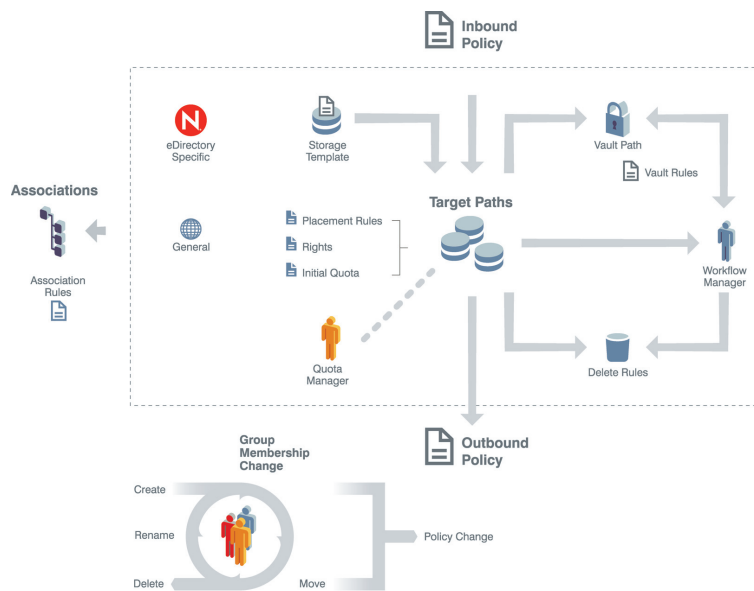 Inbound
Policy
N
eDirectory
Specific
Storage
Template
Vault Path
Vault Rules
Associations
Target Paths
Placement Rules
Rights
Initial Quota
General
Association
Rules
Workflow
Manager
Quota
Manager
Delete Rules
Outbound
Policy
Group
Membership
Change
Create
Rename
Policy Change
Delete
Move